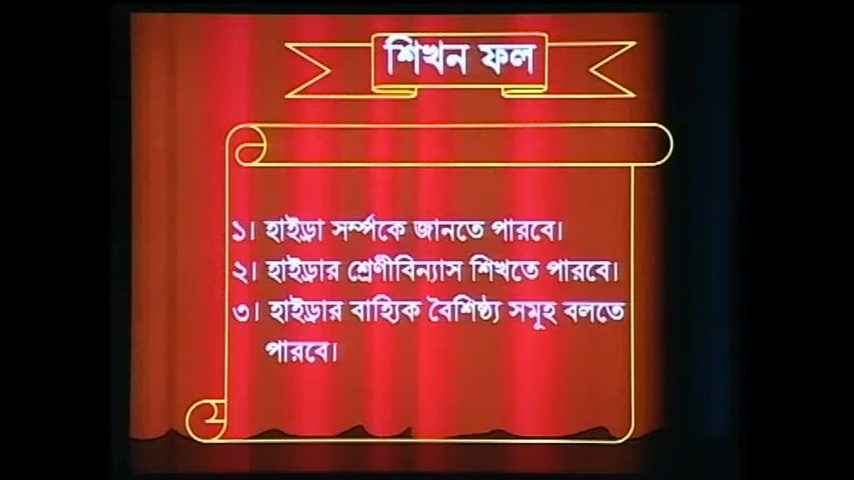 শিখন ফল
১। হাইড্রা সর্ম্পকে জানতে পারবে।
২। হাইড্রার শ্রেণীবিন্যাস শিখতে পারবে।
৩। হাইড্রার বাহ্যিক বৈশিষ্ঠ্য সমূহ বলতে
পারবে।